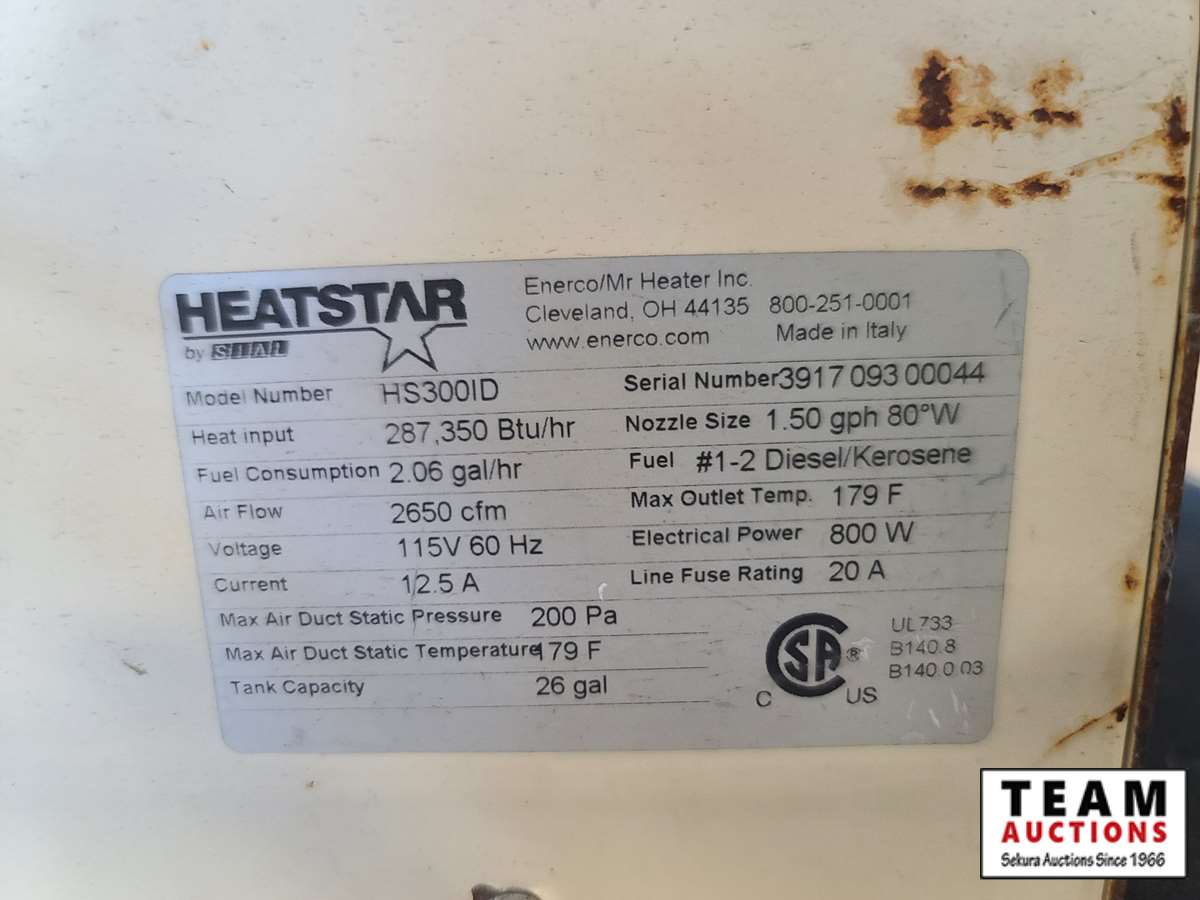 HEATSTAR
by SIAL
Enerco/Mr Heater Inc.
Cleveland, OH 44135 800-251-0001
www.enerco.com Made in Italy
Model Number HS300ID Serial Number 3917 093 00044
Heat input 287,350 Btu/hr Nozzle Size 1.50 gph 80°W
Fuel Consumption 2.06 gal/hr Fuel #1-2 Diesel/Kerosene
Air Flow 2650 cfm Max Outlet Temp. 179 F
Voltage 115V 60 Hz Electrical Power 800 W
Current 12.5 A Line Fuse Rating 20 A
Max Air Duct Static Pressure 200 Pa
Max Air Duct Static Temperature 179 F
Tank Capacity 26 gal
C SA ® US
UL733
B140.8
B140.0.03
TEAM
AUCTIONS
Sekura Auctions Since 1966